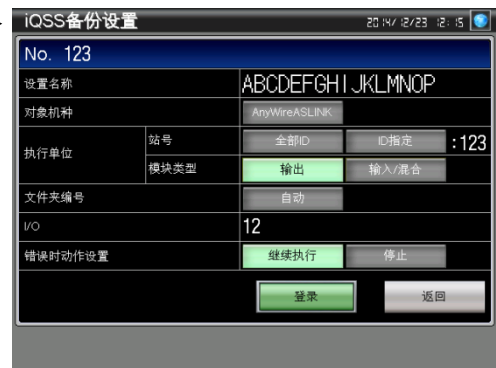 iQSS备份设置 2014/12/23 12:15
No. 123
设置名称 ABCDEFGHIJKLMNOP
对象机种 AnyWireASLINK
执行单位 站号 全部ID ID指定 :123
模块类型 输出 输入/混合
文件夹编号 自动
I/O 12
错误时动作设置 继续执行 停止
登录 返回